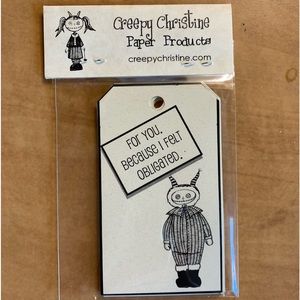 Creepy Christine
Paper Products
creepychristine.com
FOR YOU,
BECAUSE I FELT
OBLIGATED. .